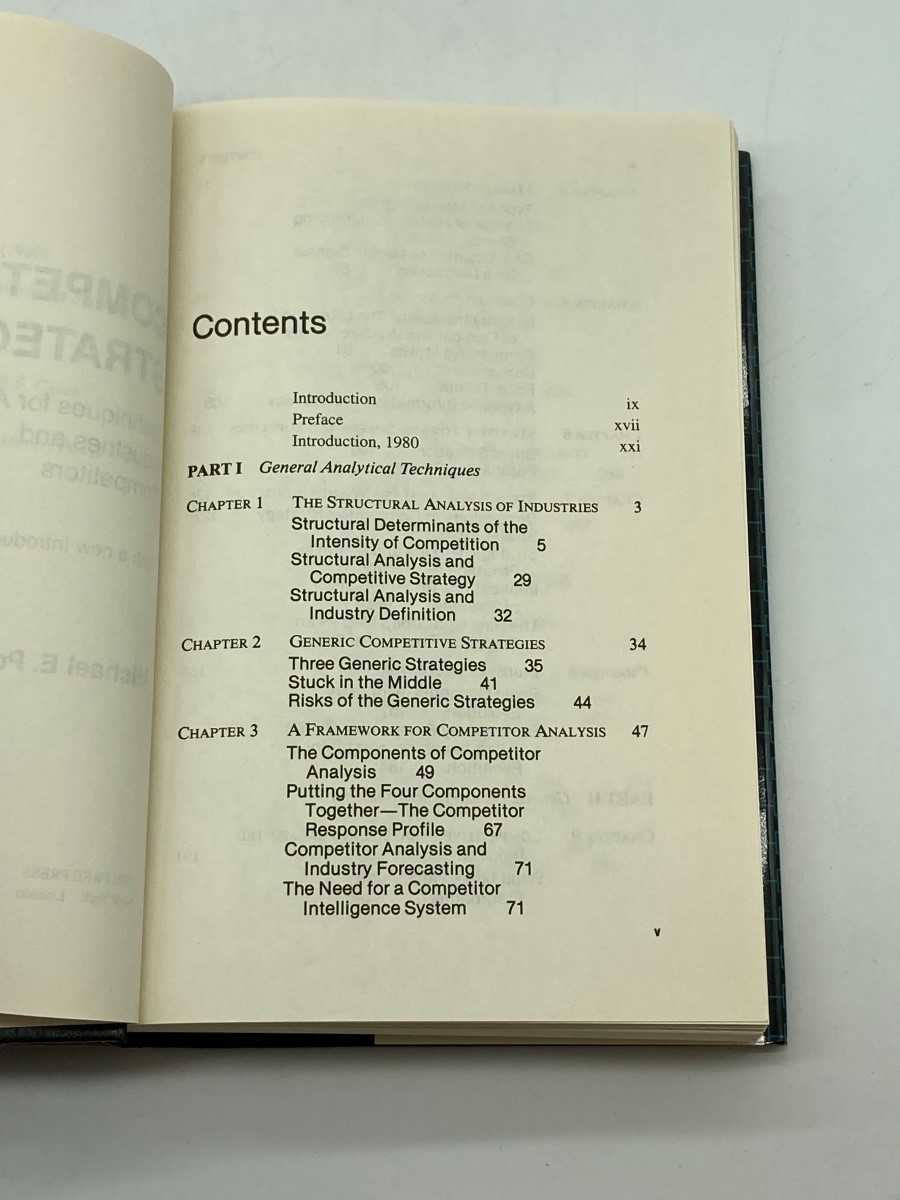 Contents
Introduction ix
Preface xvii
Introduction, 1980 xxi
PART I General Analytical Techniques
CHAPTER 1 THE STRUCTURAL ANALYSIS OF INDUSTRIES 3
Structural Determinants of the
Intensity of Competition 5
Structural Analysis and
Competitive Strategy 29
Structural Analysis and
Industry Definition 32
CHAPTER 2 GENERIC COMPETITIVE STRATEGIES 34
Three Generic Strategies 35
Stuck in the Middle 41
Risks of the Generic Strategies 44
CHAPTER 3 A FRAMEWORK FOR COMPETITOR ANALYSIS 47
The Components of Competitor
Analysis 49
Putting the Four Components
Together—The Competitor
Response Profile 67
Competitor Analysis and
Industry Forecasting 71
The Need for a Competitor
Intelligence System 71
v